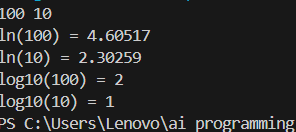 100 10
ln(100) = 4.60517
ln(10) = 2.30259
log10(100) = 2
log10(10) = 1
PS C:\Users\Lenovo\ai programming